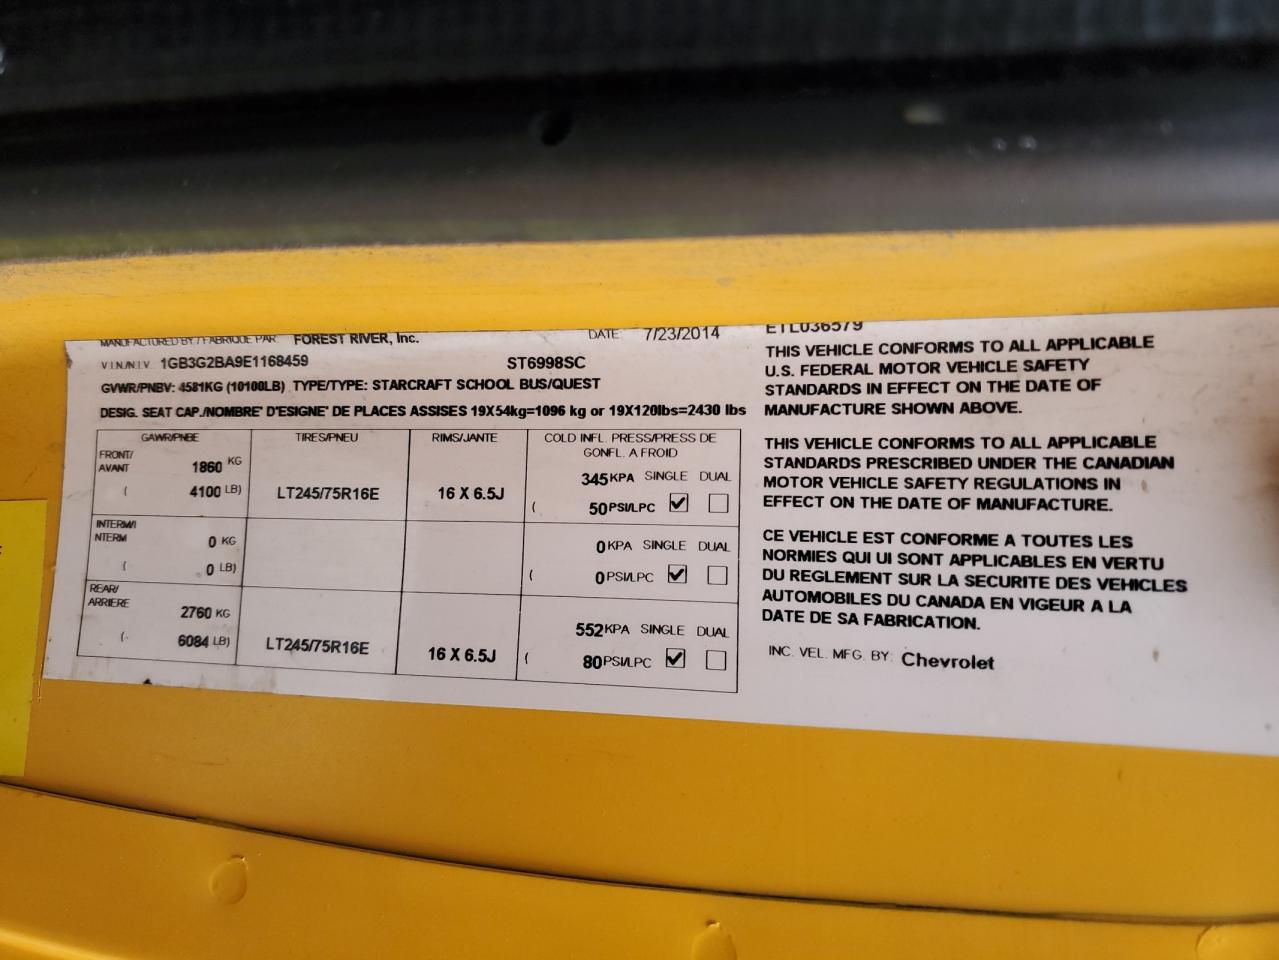 MANUFACTURED BY / FABRIQUE PAR: FOREST RIVER, Inc. DATE: 7/23/2014
V.I.N/N.I.V. 1GB3G2BA9E1168459 ST6998SC
GVWR/PNBV: 4581KG (10100LB) TYPE/TYPE: STARCRAFT SCHOOL BUS/QUEST
DESIG. SEAT CAP./NOMBRE' D'ESIGNE' DE PLACES ASSISES 19X54kg=1096 kg or 19X120lbs=2430 lbs
GAWR/PNBE TIRES/PNEU RIMS/JANTE COLD INFL. PRESS/PRESS DE
GONFL. A FROID
FRONT/
AVANT 1860 KG 345 KPA SINGLE DUAL
( 4100 LB) LT245/75R16E 16 X 6.5J ( 50 PSI/LPC
INTERM/I
NTERM 0 KG 0 KPA SINGLE DUAL
( 0 LB) ( 0 PSI/LPC
REAR/
ARRIERE 2760 KG 552 KPA SINGLE DUAL
( 6084 LB) LT245/75R16E 16 X 6.5J ( 80 PSI/LPC
ETL036579
THIS VEHICLE CONFORMS TO ALL APPLICABLE
U.S. FEDERAL MOTOR VEHICLE SAFETY
STANDARDS IN EFFECT ON THE DATE OF
MANUFACTURE SHOWN ABOVE.
THIS VEHICLE CONFORMS TO ALL APPLICABLE
STANDARDS PRESCRIBED UNDER THE CANADIAN
MOTOR VEHICLE SAFETY REGULATIONS IN
EFFECT ON THE DATE OF MANUFACTURE.
CE VEHICLE EST CONFORME A TOUTES LES
NORMIES QUI UI SONT APPLICABLES EN VERTU
DU REGLEMENT SUR LA SECURITE DES VEHICLES
AUTOMOBILES DU CANADA EN VIGEUR A LA
DATE DE SA FABRICATION.
INC. VEL. MFG. BY: Chevrolet